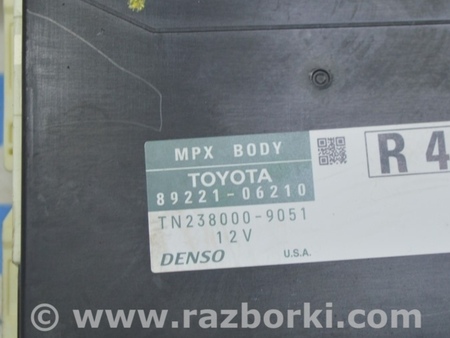 ©
MPX BODY
TOYOTA
89221-06210
TN238000-9051
12V
DENSO
U.S.A.
R 4
www.razborki.com